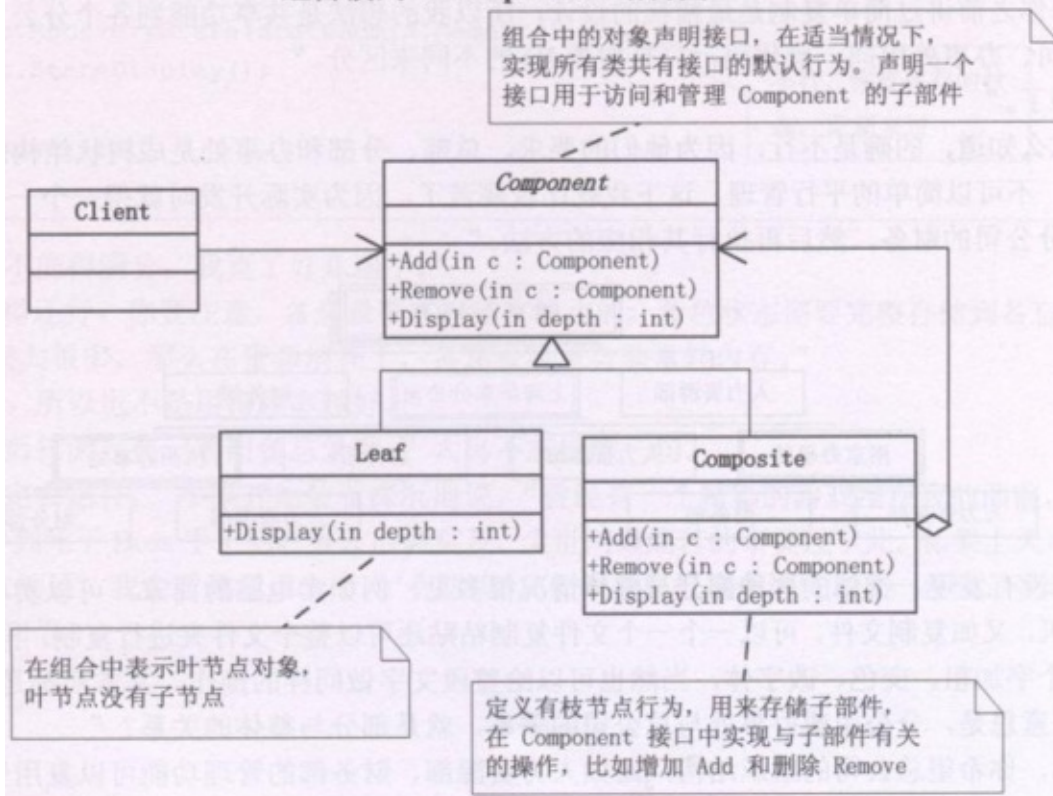 组合中的对象声明接口，在适当情况下，
实现所有类共有接口的默认行为。声明一个
接口用于访问和管理 Component 的子部件
Client
Component
+Add(in c : Component)
+Remove(in c : Component)
+Display(in depth : int)
Leaf
+Display(in depth : int)
Composite
+Add(in c : Component)
+Remove(in c : Component)
+Display(in depth : int)
在组合中表示叶节点对象，
叶节点没有子节点
定义有枝节点行为，用来存储子部件，
在 Component 接口中实现与子部件有关
的操作，比如增加 Add 和删除 Remove